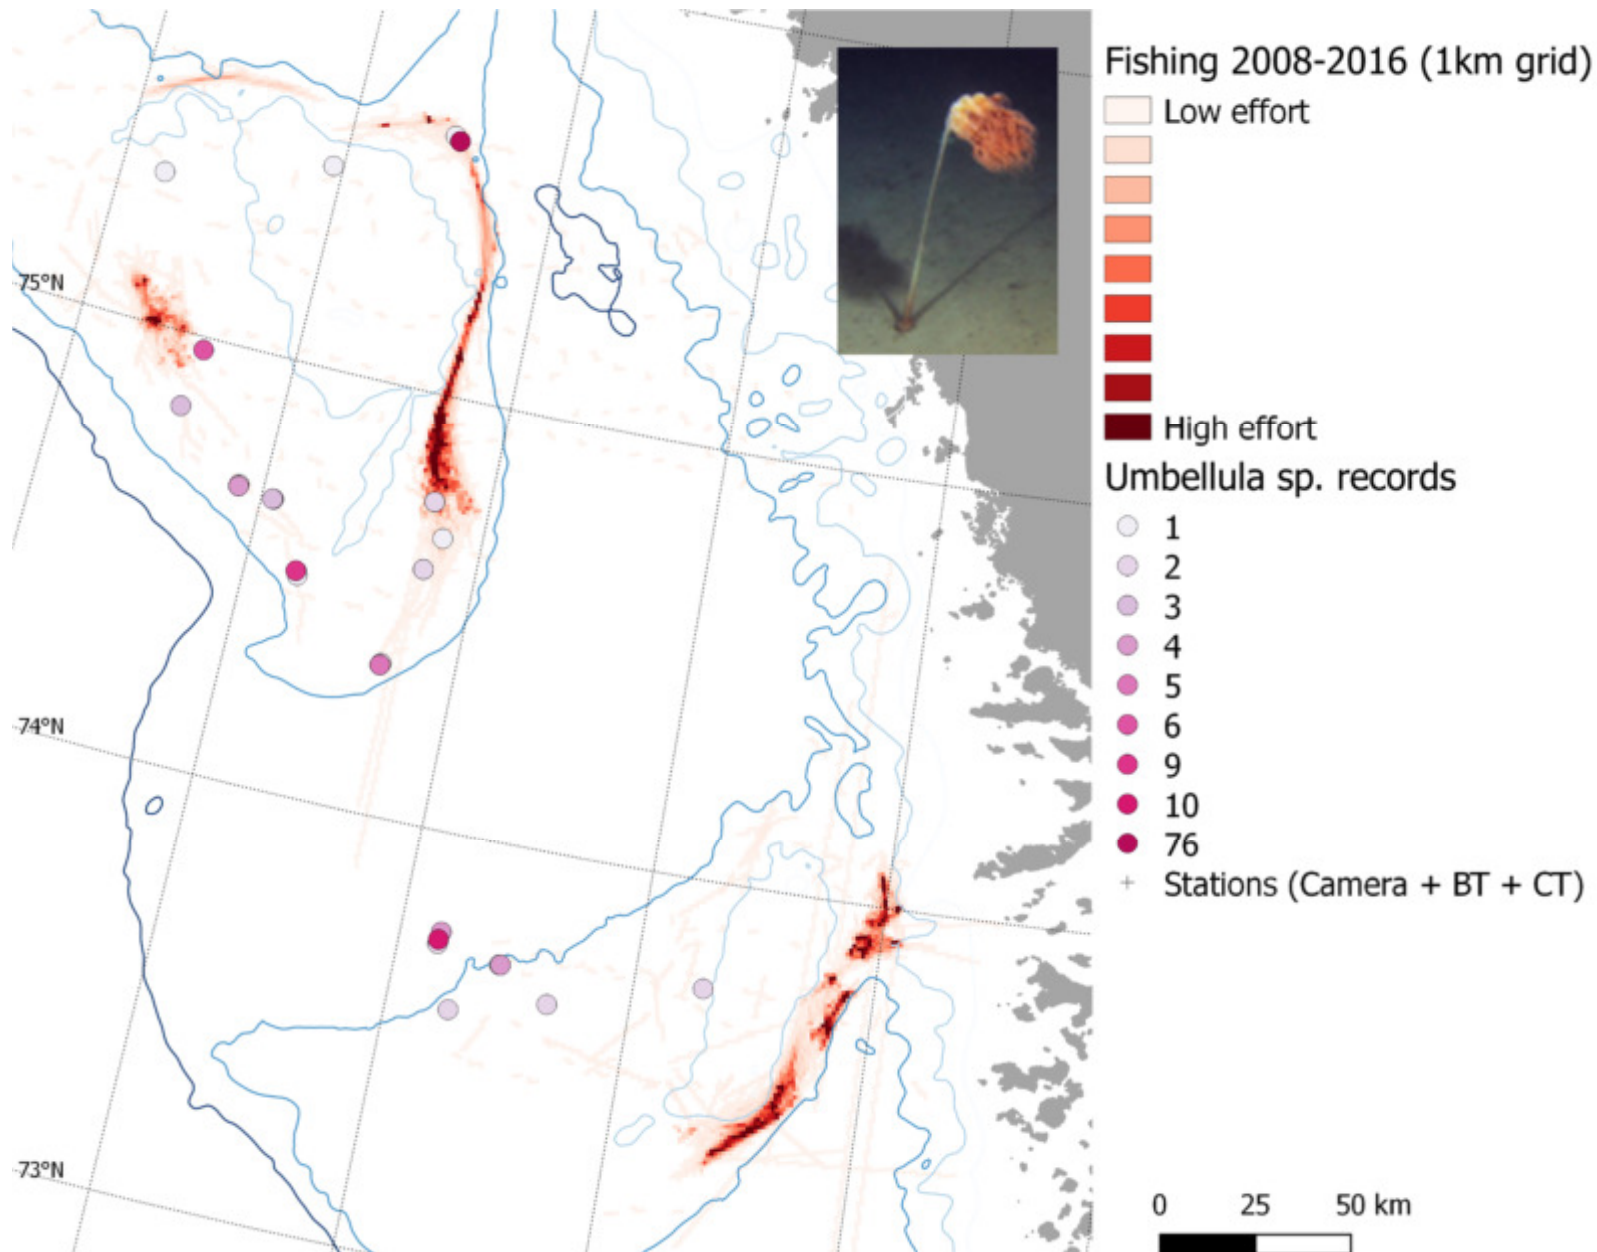 Fishing 2008-2016 (1km grid)
Low effort
High effort
Umbellula sp. records
1
2
3
4
5
6
9
10
76
Stations (Camera + BT + CT)
75°N
74°N
73°N
0 25 50 km